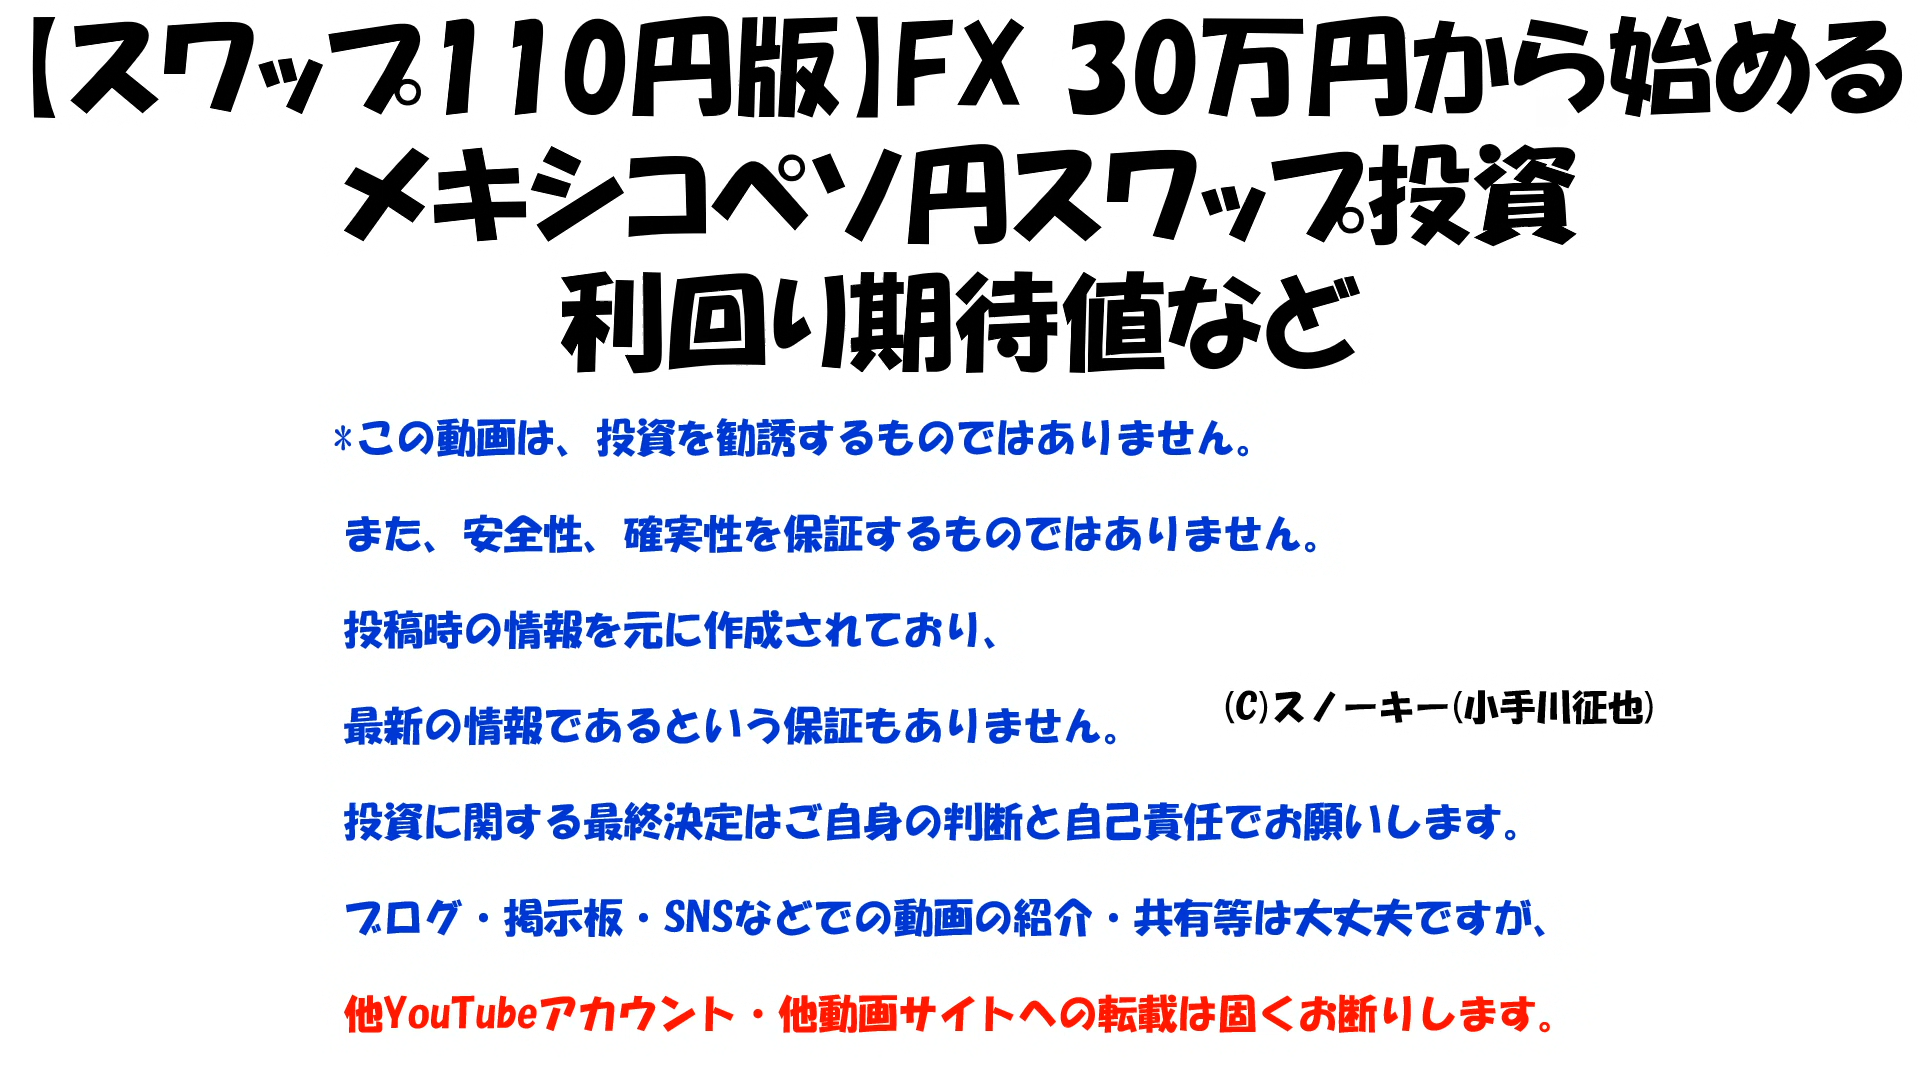 【スワップ110円版】FX 30万円から始める
メキシコペソ円スワップ投資
利回り期待値など
*この動画は、投資を勧誘するものではありません。
また、安全性、確実性を保証するものではありません。
投稿時の情報を元に作成されており、
最新の情報であるという保証もありません。
(C)スノーキー(小手川征也)
投資に関する最終決定はご自身の判断と自己責任でお願いします。
ブログ・掲示板・SNSなどでの動画の紹介・共有等は大丈夫ですが、
他YouTubeアカウント・他動画サイトへの転載は固くお断りします。